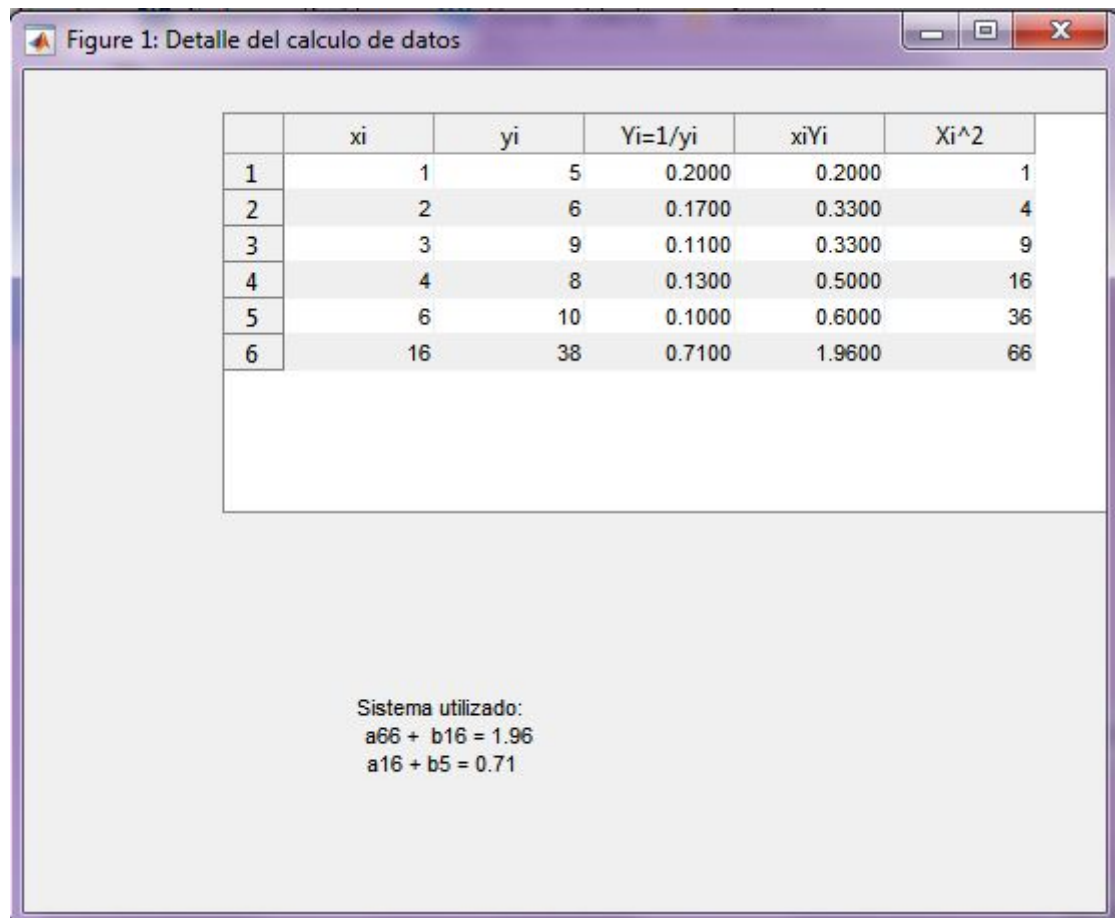 Figure 1: Detalle del calculo de datos
xi yi Yi=1/yi xiYi Xi^2
1 1 5 0.2000 0.2000 1
2 2 6 0.1700 0.3300 4
3 3 9 0.1100 0.3300 9
4 4 8 0.1300 0.5000 16
5 6 10 0.1000 0.6000 36
6 16 38 0.7100 1.9600 66
Sistema utilizado:
a66 + b16 = 1.96
a16 + b5 = 0.71